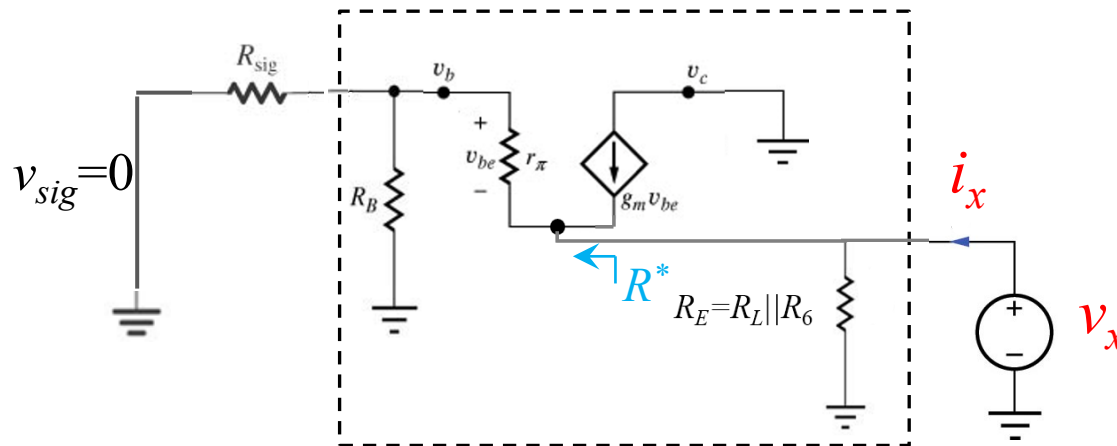 R_sig
v_b
v_c
v_sig=0
+
v_be
−
r_π
R_B
g_m v_be
i_x
R*
R_E=R_L||R_6
+
−
v_x